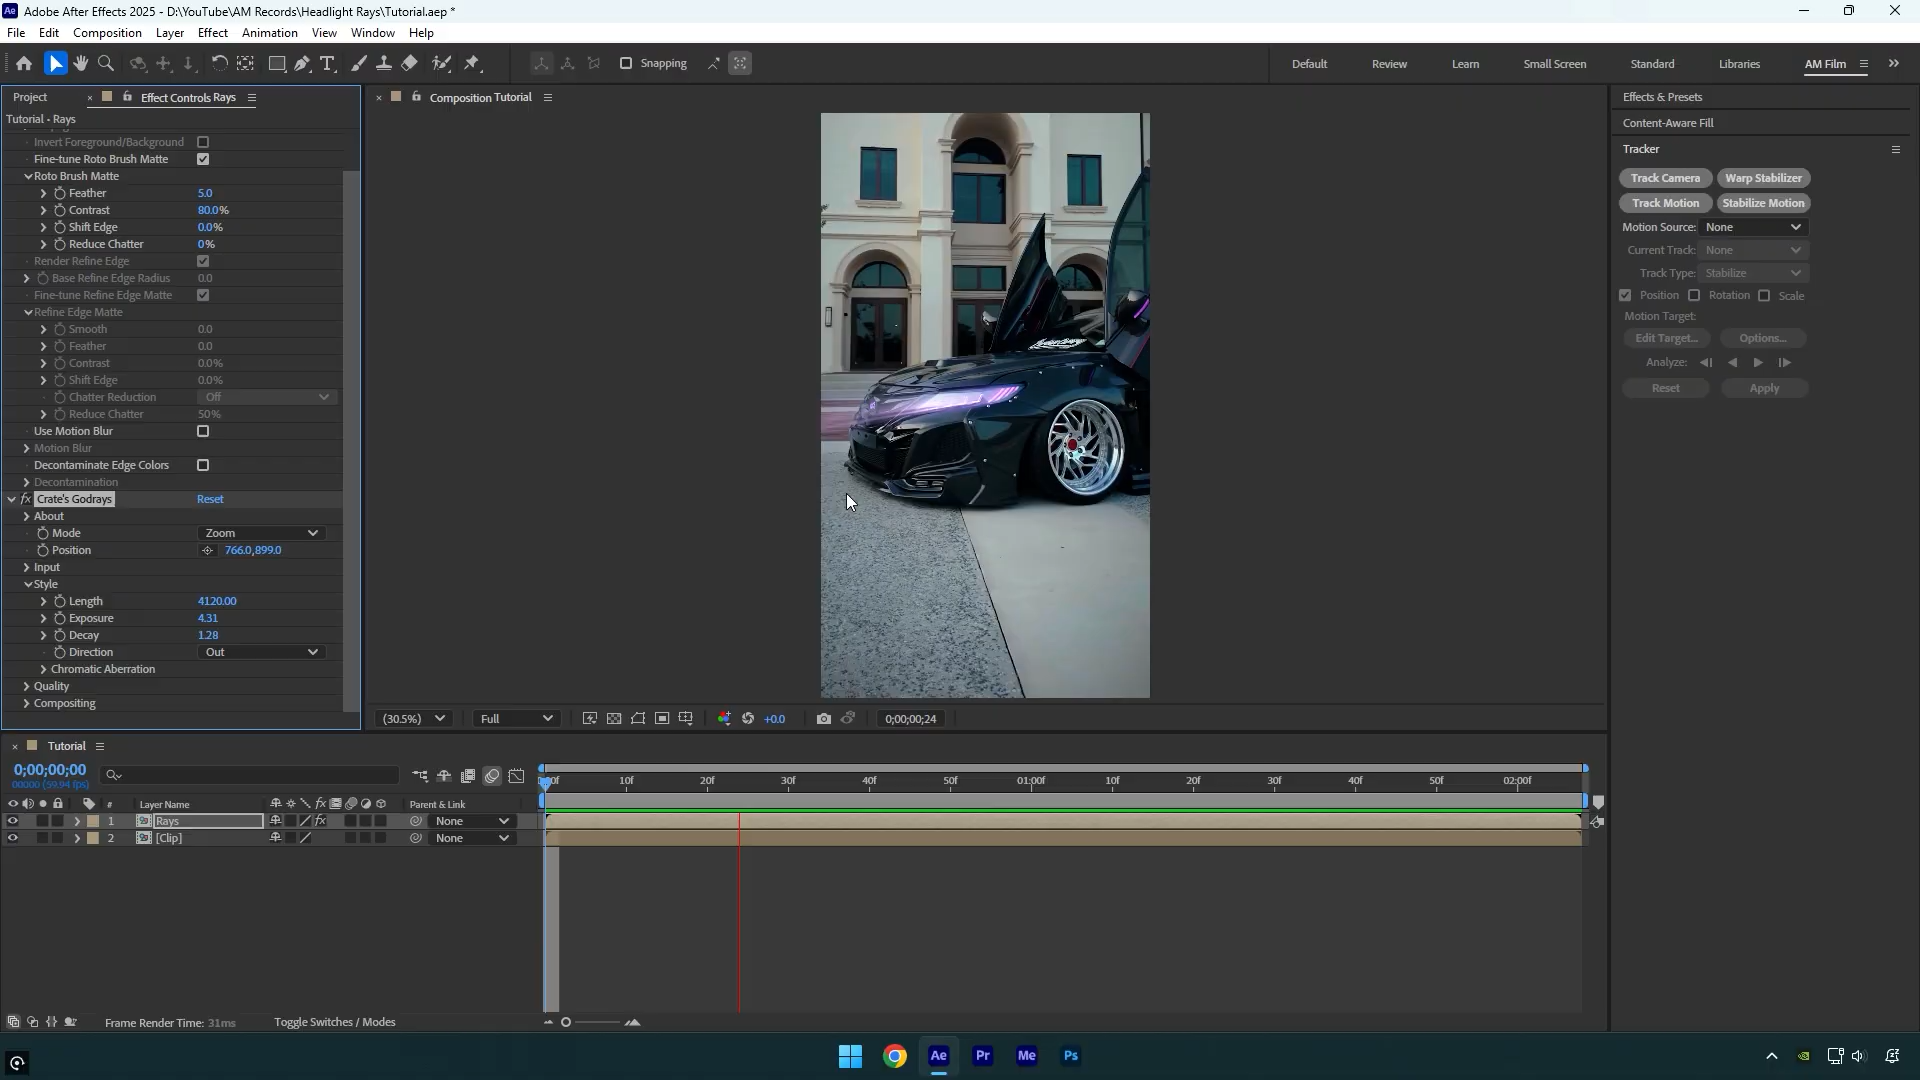 Adobe After Effects 2025 - D:\YouTube\AM Records\Headlight Rays\Tutorial.aep *
File Edit Composition Layer Effect Animation View Window Help
Snapping
Default Review Learn Small Screen Standard Libraries AM Film
Project Effect Controls Rays
Tutorial • Rays
Invert Foreground/Background
Fine-tune Roto Brush Matte
Roto Brush Matte
Feather 5.0
Contrast 80.0%
Shift Edge 0.0%
Reduce Chatter 0%
Render Refine Edge
Base Refine Edge Radius 0.0
Fine-tune Refine Edge Matte
Refine Edge Matte
Smooth 0.0
Feather 0.0
Contrast 0.0%
Shift Edge 0.0%
Chatter Reduction Off
Reduce Chatter 50%
Use Motion Blur
Motion Blur
Decontaminate Edge Colors
Decontamination
fx Crate's Godrays Reset
About
Mode Zoom
Position 766.0,899.0
Input
Style
Length 4120.00
Exposure 4.31
Decay 1.28
Direction Out
Chromatic Aberration
Quality
Compositing
Composition Tutorial
(30.5%) Full +0.0 0;00;00;24
Effects & Presets
Content-Aware Fill
Tracker
Track Camera Warp Stabilizer
Track Motion Stabilize Motion
Motion Source: None
Current Track: None
Track Type: Stabilize
Position Rotation Scale
Motion Target:
Edit Target... Options...
Analyze:
Reset Apply
Tutorial
0;00;00;00
00000 (59.94 fps)
10f 20f 30f 40f 50f 01:00f 10f 20f 30f 40f 50f 02:00f
# Layer Name fx Parent & Link
1 Rays fx None
2 [Clip] None
Frame Render Time: 31ms Toggle Switches / Modes
Ae Pr Me Ps